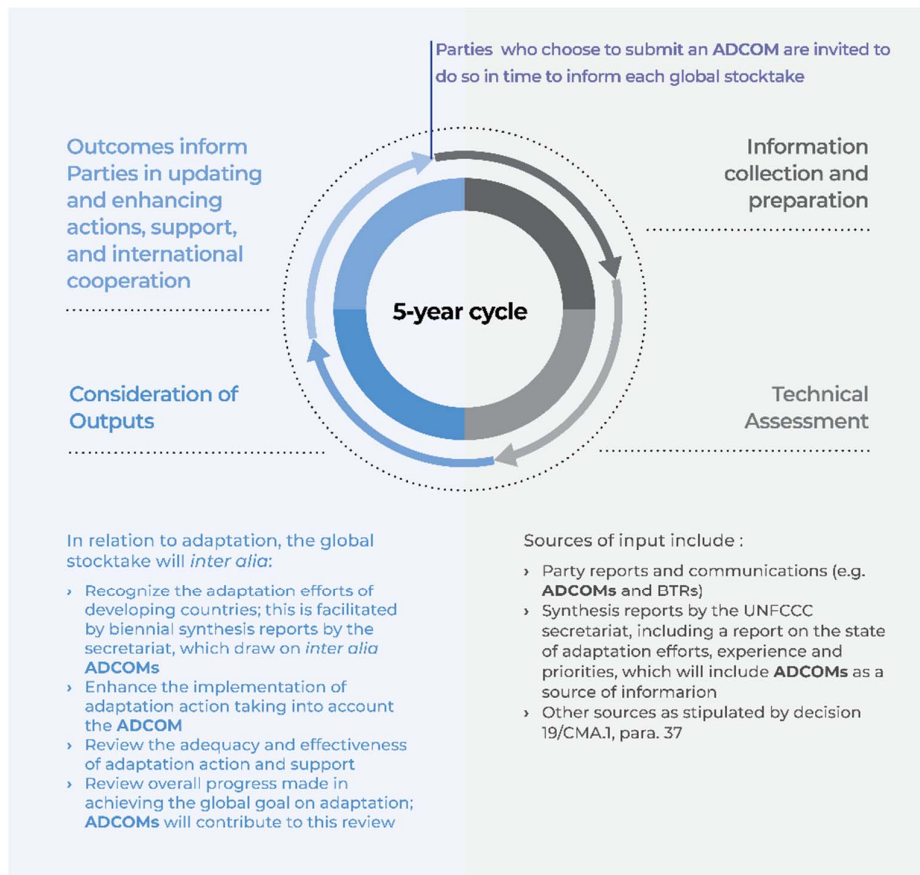 Parties who choose to submit an ADCOM are invited to
do so in time to inform each global stocktake
Outcomes inform
Parties in updating
and enhancing
actions, support,
and international
cooperation
Information
collection and
preparation
5-year cycle
Consideration of
Outputs
Technical
Assessment
In relation to adaptation, the global
stocktake will inter alia:
› Recognize the adaptation efforts of
developing countries; this is facilitated
by biennial synthesis reports by the
secretariat, which draw on inter alia
ADCOMs
› Enhance the implementation of
adaptation action taking into account
the ADCOM
› Review the adequacy and effectiveness
of adaptation action and support
› Review overall progress made in
achieving the global goal on adaptation;
ADCOMs will contribute to this review
Sources of input include :
› Party reports and communications (e.g.
ADCOMs and BTRs)
› Synthesis reports by the UNFCCC
secretariat, including a report on the state
of adaptation efforts, experience and
priorities, which will include ADCOMs as a
source of informarion
› Other sources as stipulated by decision
19/CMA.1, para. 37